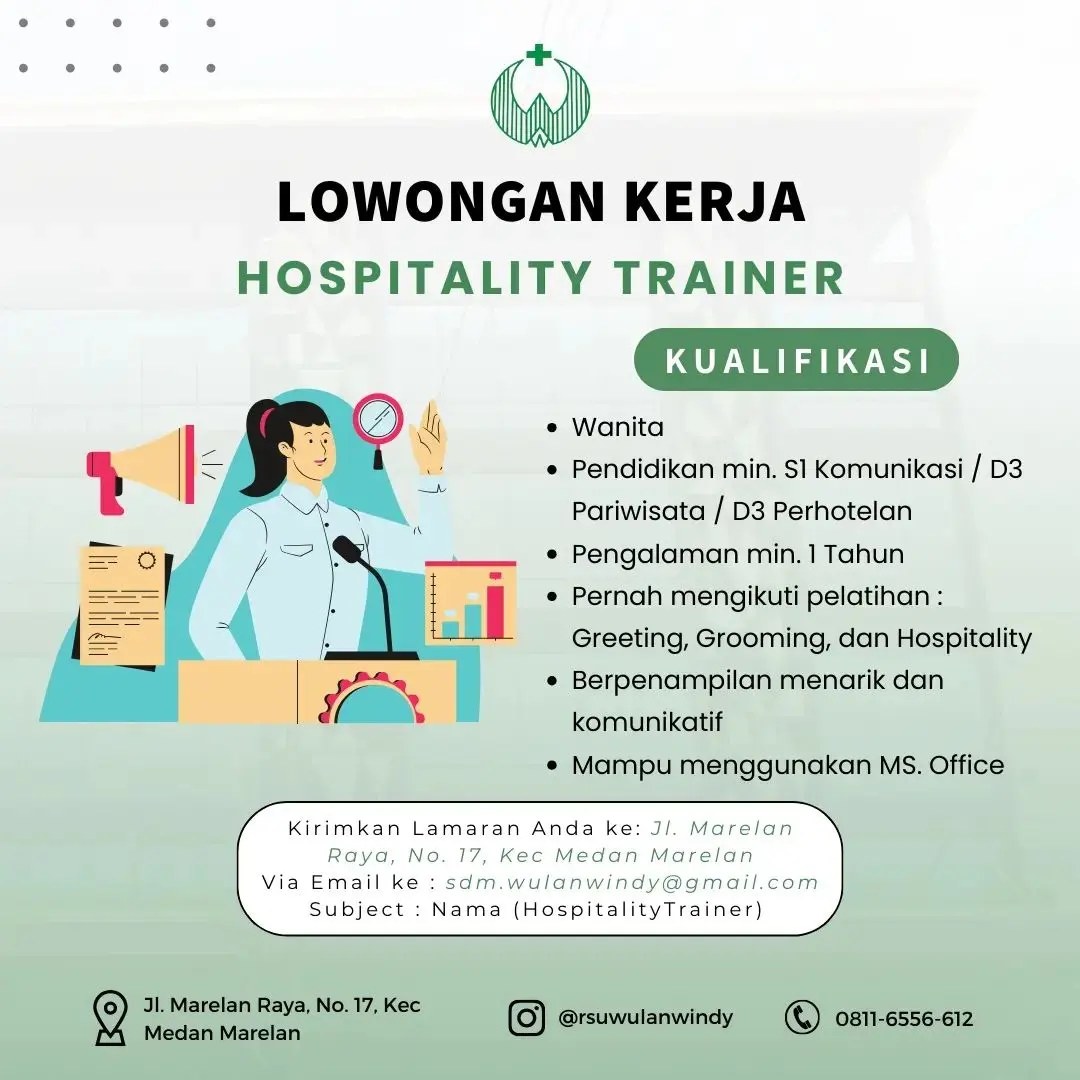 LOWONGAN KERJA
HOSPITALITY TRAINER
KUALIFIKASI
• Wanita
• Pendidikan min. S1 Komunikasi / D3
Pariwisata / D3 Perhotelan
• Pengalaman min. 1 Tahun
• Pernah mengikuti pelatihan :
Greeting, Grooming, dan Hospitality
• Berpenampilan menarik dan
komunikatif
• Mampu menggunakan MS. Office
Kirimkan Lamaran Anda ke: Jl. Marelan
Raya, No. 17, Kec Medan Marelan
Via Email ke : sdm.wulanwindy@gmail.com
Subject : Nama (HospitalityTrainer)
Jl. Marelan Raya, No. 17, Kec
Medan Marelan
@rsuwulanwindy
0811-6556-612